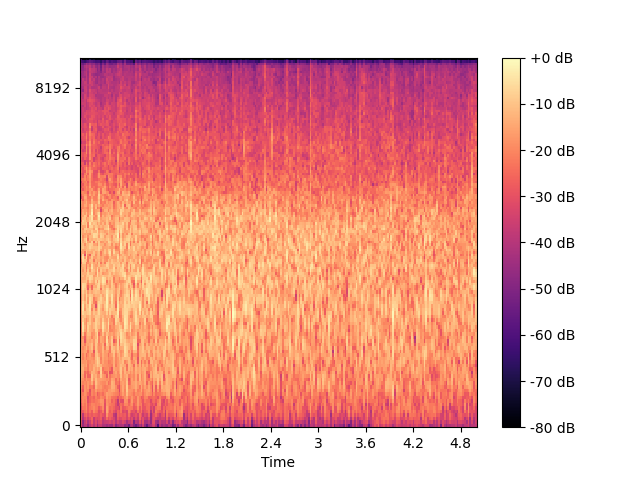 8192
4096
2048
1024
512
0
Hz
0 0.6 1.2 1.8 2.4 3 3.6 4.2 4.8
Time
+0 dB
-10 dB
-20 dB
-30 dB
-40 dB
-50 dB
-60 dB
-70 dB
-80 dB